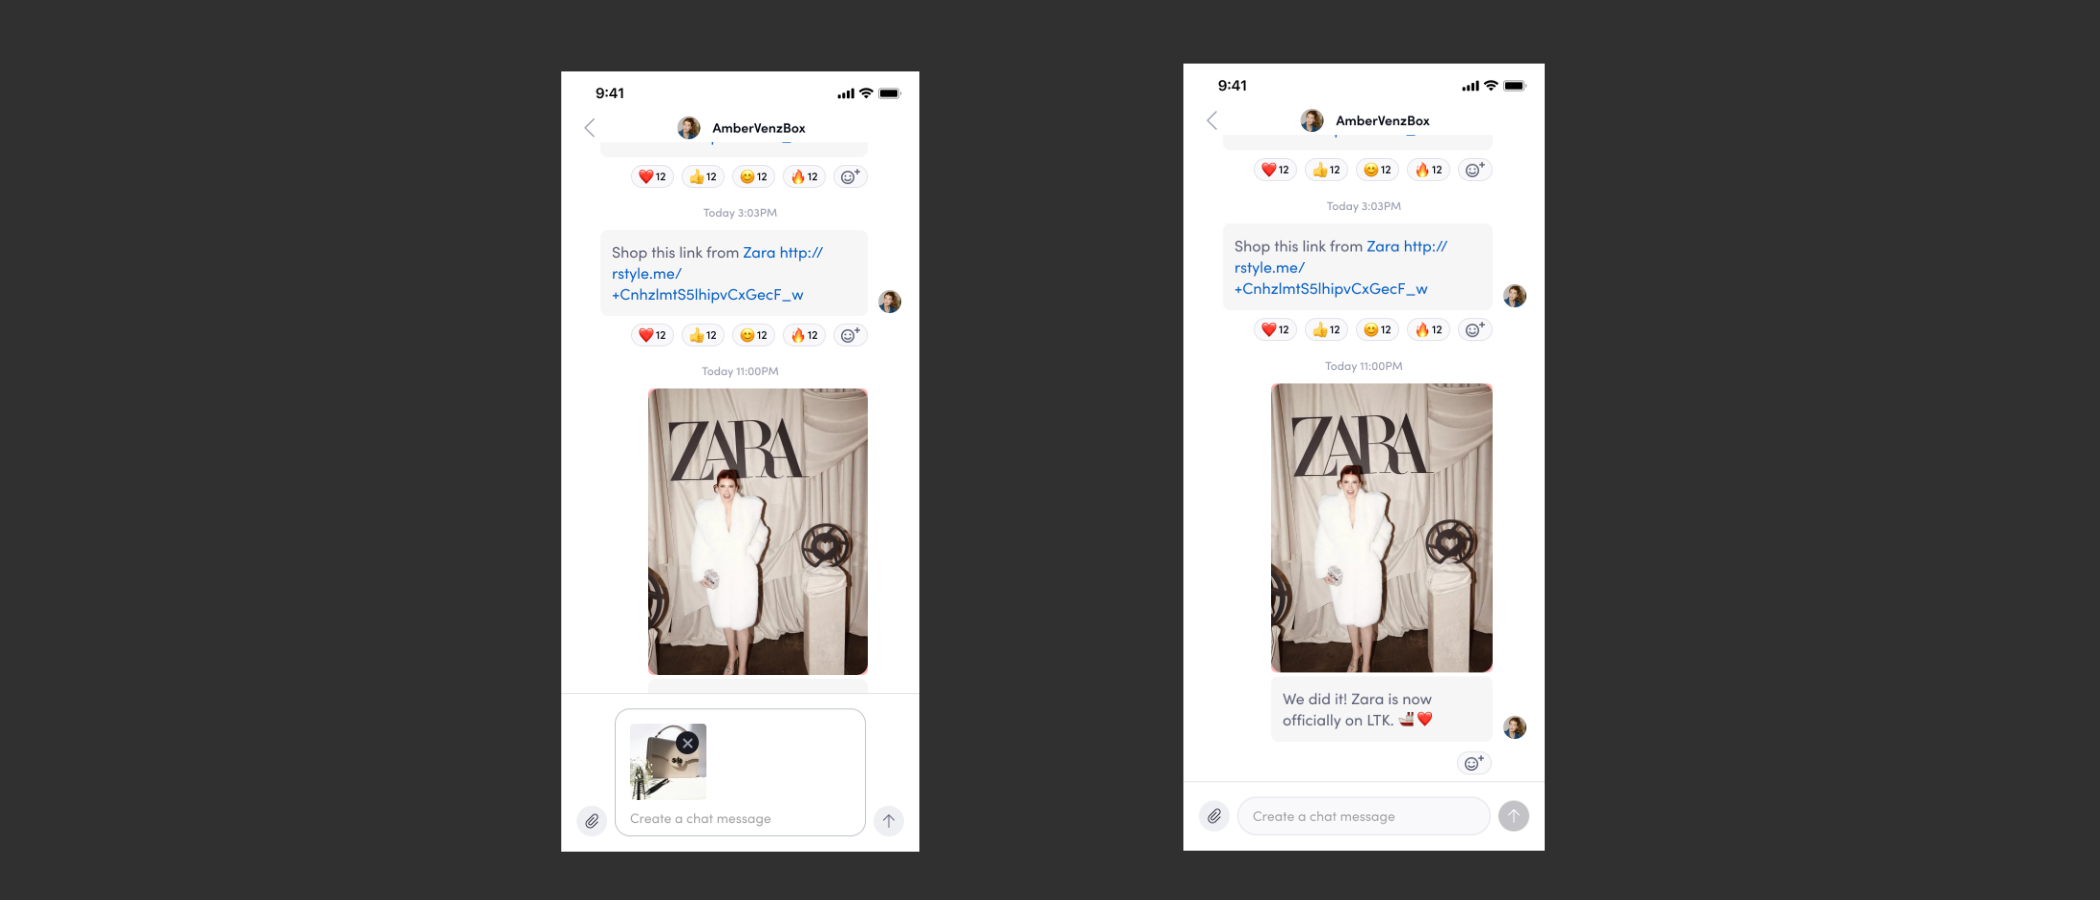 9:41
AmberVenzBox
12 12 12 12
Today 3:03PM
Shop this link from Zara http://
rstyle.me/
+CnhzlmtS5lhipvCxGecF_w
12 12 12 12
Today 11:00PM
ZARA
Create a chat message
9:41
AmberVenzBox
12 12 12 12
Today 3:03PM
Shop this link from Zara http://
rstyle.me/
+CnhzlmtS5lhipvCxGecF_w
12 12 12 12
Today 11:00PM
ZARA
We did it! Zara is now
officially on LTK. 🚢❤️
Create a chat message